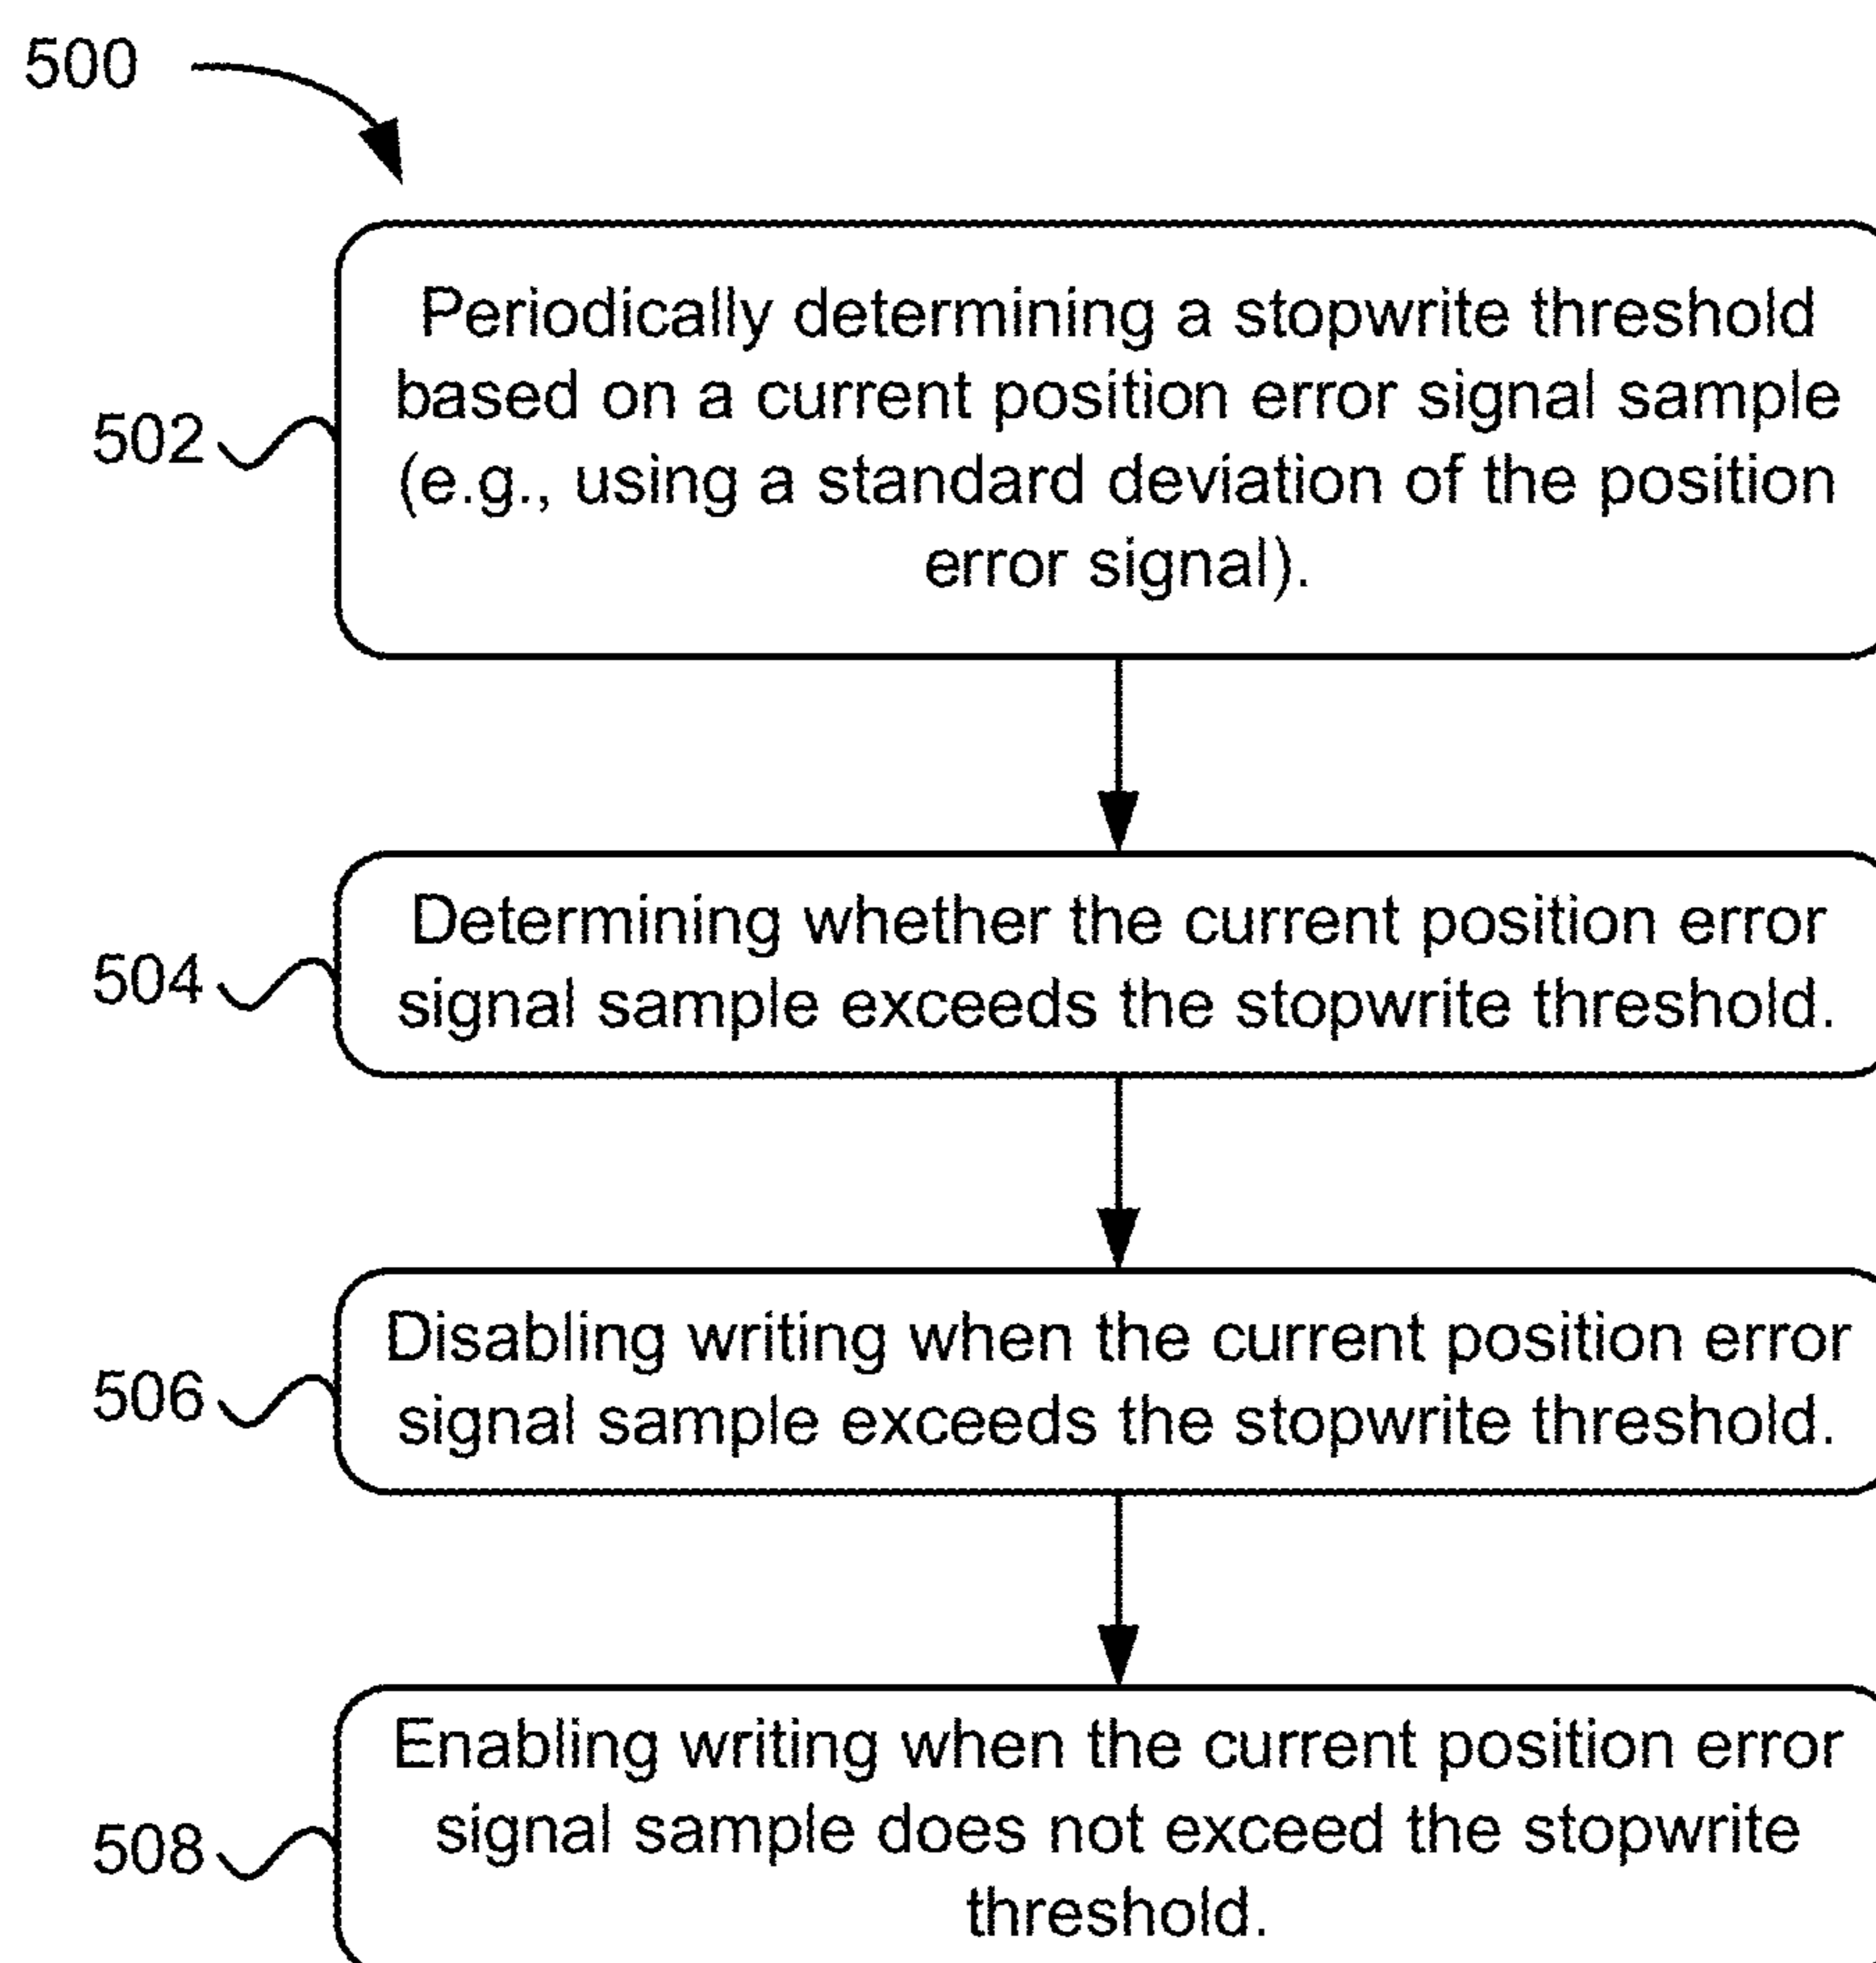 500
Periodically determining a stopwrite threshold
based on a current position error signal sample
502
(e.g., using a standard deviation of the position
error signal).
Determining whether the current position error
504
signal sample exceeds the stopwrite threshold.
Disabling writing when the current position error
506
signal sample exceeds the stopwrite threshold.
Enabling writing when the current position error
signal sample does not exceed the stopwrite
508
threshold.